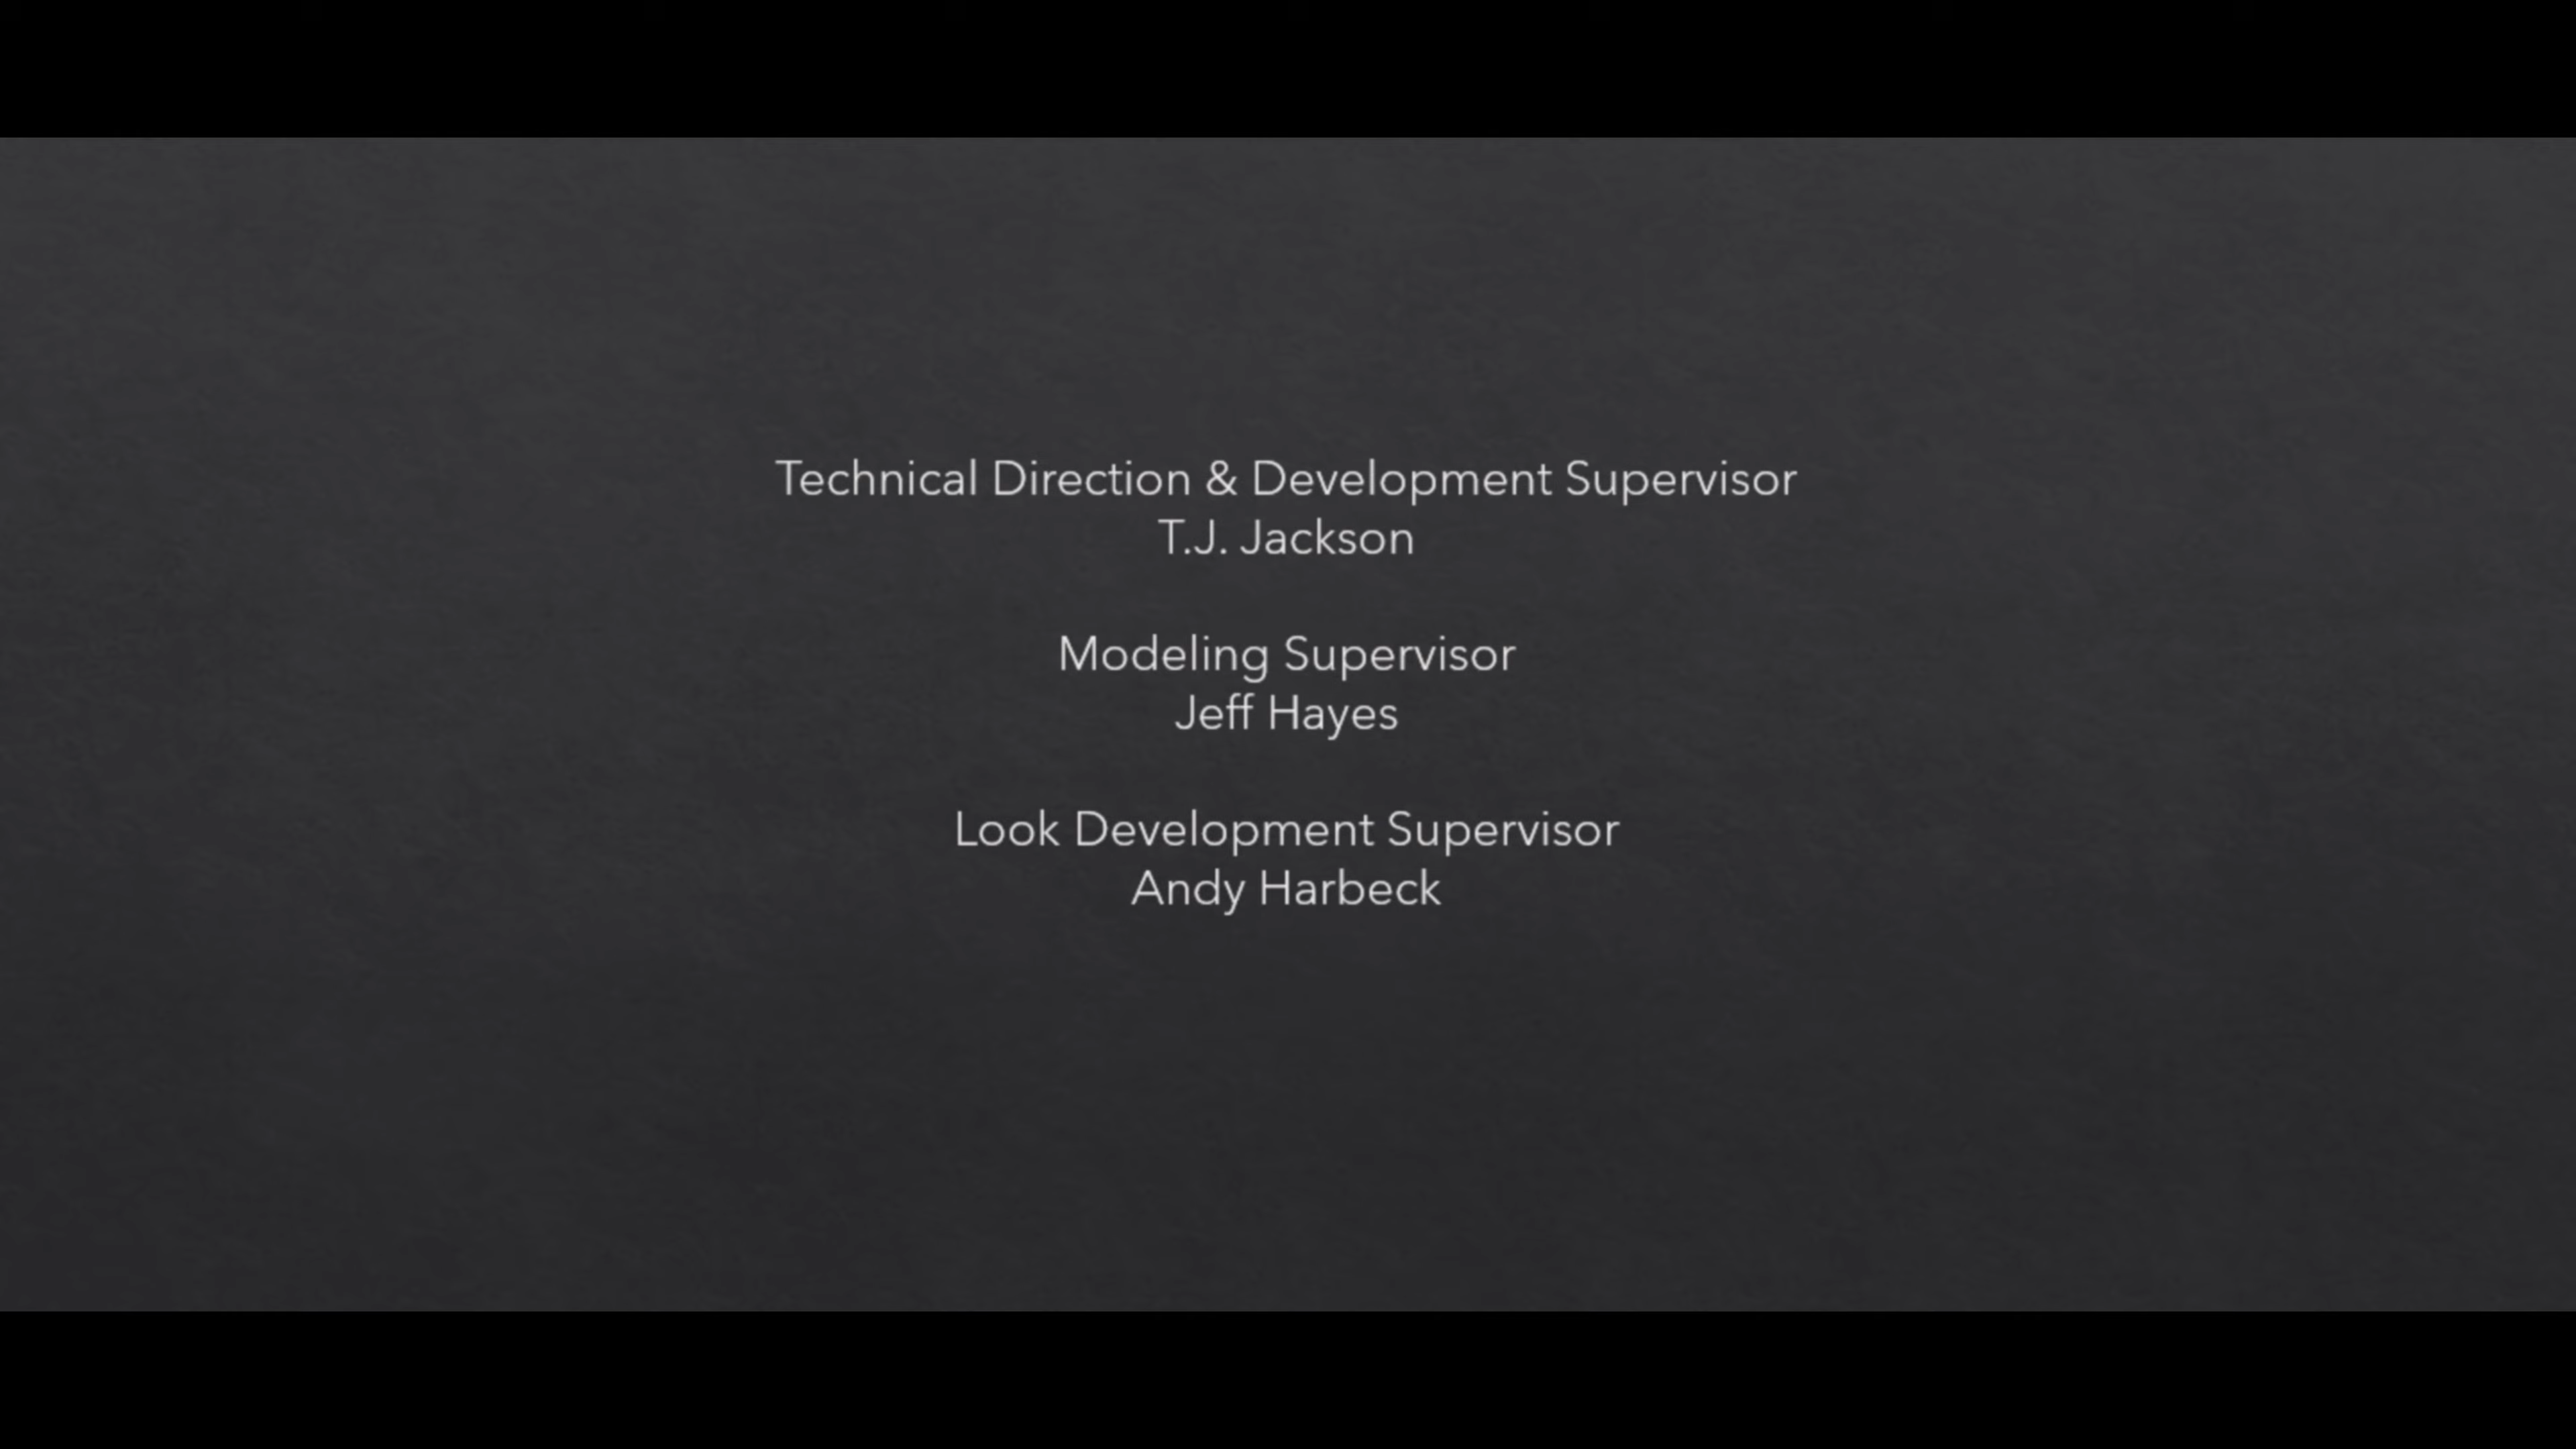 Technical Direction & Development Supervisor
T.J. Jackson
Modeling Supervisor
Jeff Hayes
Look Development Supervisor
Andy Harbeck